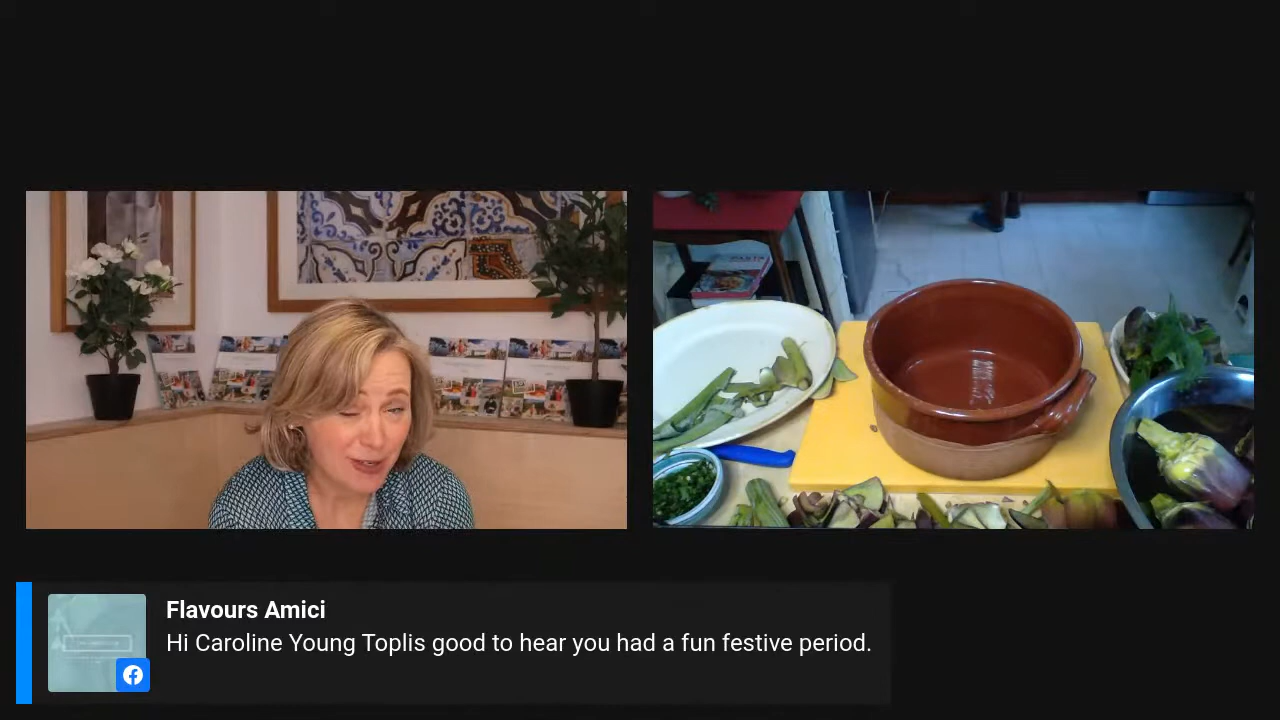 Flavours Amici
Hi Caroline Young Toplis good to hear you had a fun festive period.